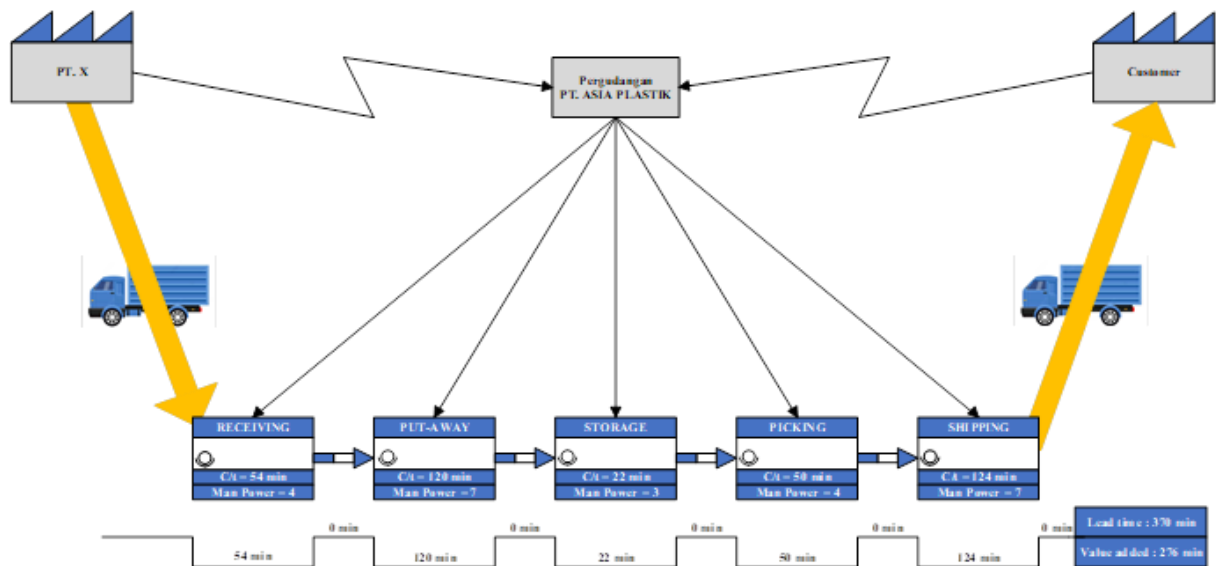 PT. X
Pergudangan
PT. ASIA PLASTIK
Customer
RECEIVING
C/t = 54 min
Man Power = 4
PUT-AWAY
C/t = 120 min
Man Power = 7
STORAGE
C/t = 22 min
Man Power = 3
PICKING
C/t = 50 min
Man Power = 4
SHIPPING
C/t = 124 min
Man Power = 7
0 min
0 min
0 min
0 min
0 min
54 min
120 min
22 min
50 min
124 min
Lead time : 370 min
Value added : 276 min